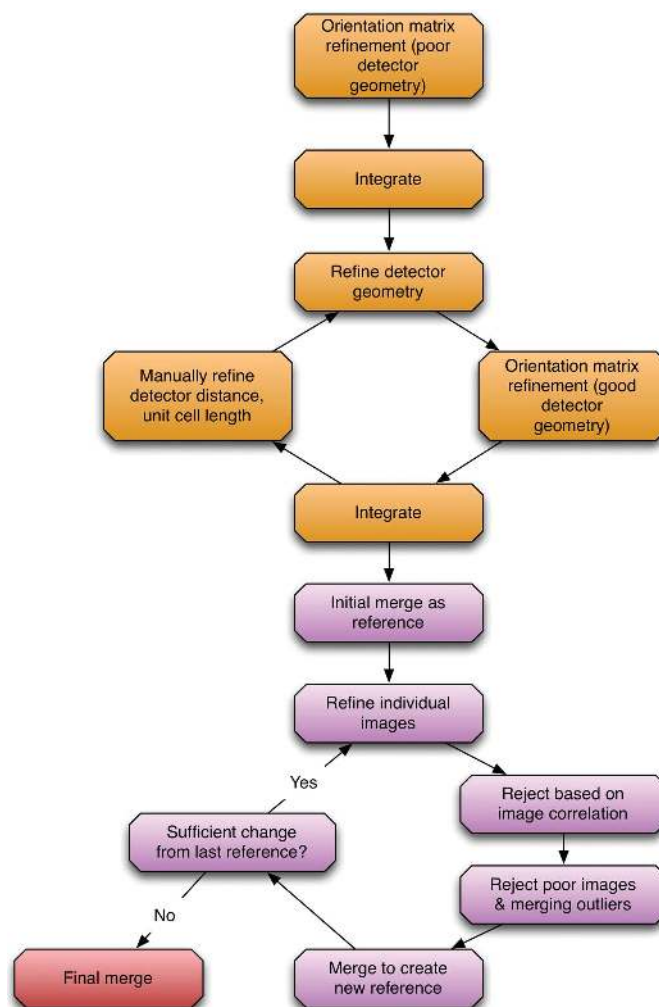 Orientation matrix
refinement (poor
detector
geometry)
Integrate
Refine detector
geometry
Manually refine
detector distance,
unit cell length
Orientation matrix
refinement (good
detector
geometry)
Integrate
Initial merge as
reference
Refine individual
images
Yes
Reject based on
image correlation
Sufficient change
from last reference?
Reject poor images
& merging outliers
No
Final merge
Merge to create
new reference